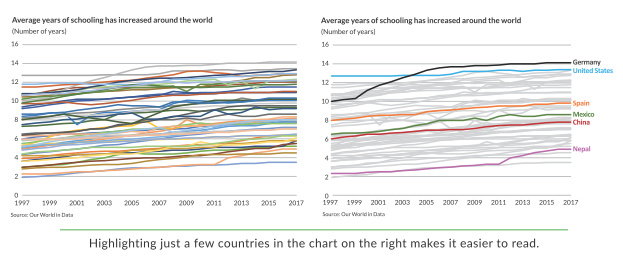 Average years of schooling has increased around the world
(Number of years)
16
14
12
10
8
6
4
2
0
1997 1999 2001 2003 2005 2007 2009 2011 2013 2015 2017
Source: Our World in Data
Average years of schooling has increased around the world
(Number of years)
16
14
12
10
8
6
4
2
0
Germany
United States
Spain
Mexico
China
Nepal
1997 1999 2001 2003 2005 2007 2009 2011 2013 2015 2017
Source: Our World in Data
Highlighting just a few countries in the chart on the right makes it easier to read.